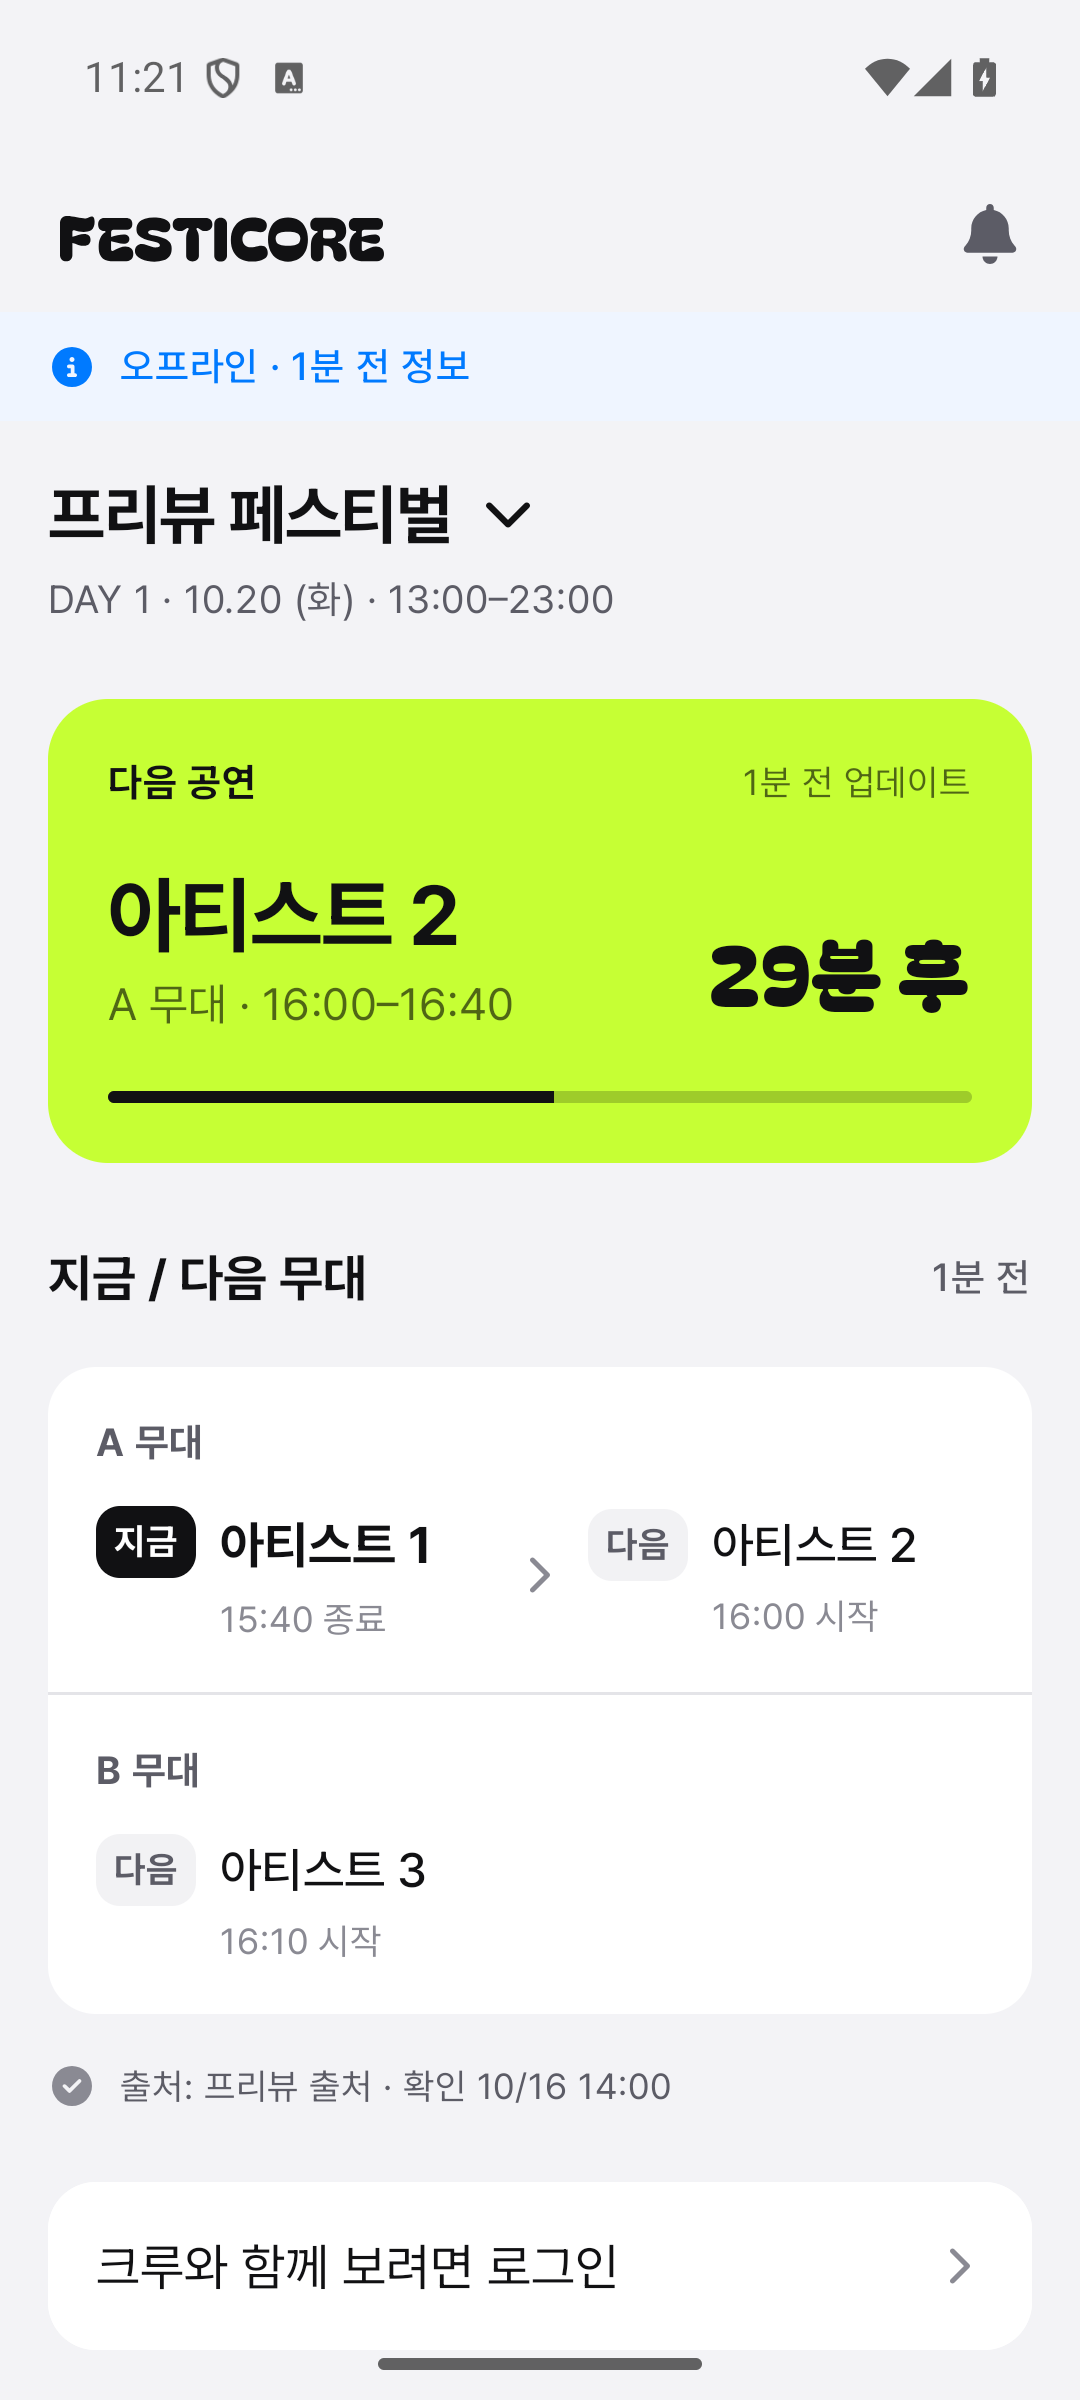 11:21
FESTICORE
오프라인 · 1분 전 정보
프리뷰 페스티벌
DAY 1 · 10.20 (화) · 13:00–23:00
다음 공연
1분 전 업데이트
아티스트 2
A 무대 · 16:00–16:40
29분 후
지금 / 다음 무대
1분 전
A 무대
지금 아티스트 1
15:40 종료
다음 아티스트 2
16:00 시작
B 무대
다음 아티스트 3
16:10 시작
출처: 프리뷰 출처 · 확인 10/16 14:00
크루와 함께 보려면 로그인